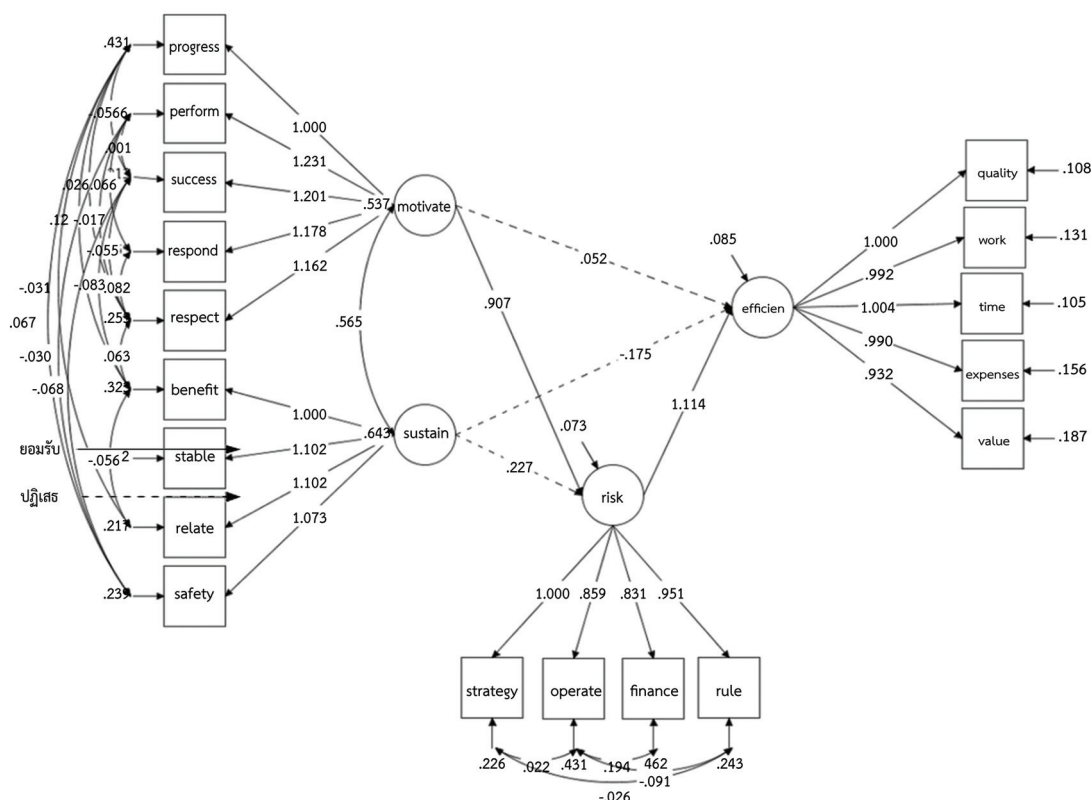 .431
progress
perform
.001
success
.026
.066
.12
-.017
respond
-.055
-.083
.082
-.031
respect
.067
.063
-.030
-.068
benefit
ยอมรับ
stable
-.056
ปฏิเสธ
.217
relate
.239
safety
1.000
1.231
1.201
1.178
1.162
.537
motivate
.565
1.000
1.102
1.102
1.073
.643
sustain
.052
.907
-.175
.227
1.114
.073
risk
.085
efficien
1.000
.992
1.004
.990
.932
quality
.108
work
.131
time
.105
expenses
.156
value
.187
1.000
.859
.831
.951
strategy
operate
finance
rule
.226
.022
.431
.194
462
.243
-.091
-.026